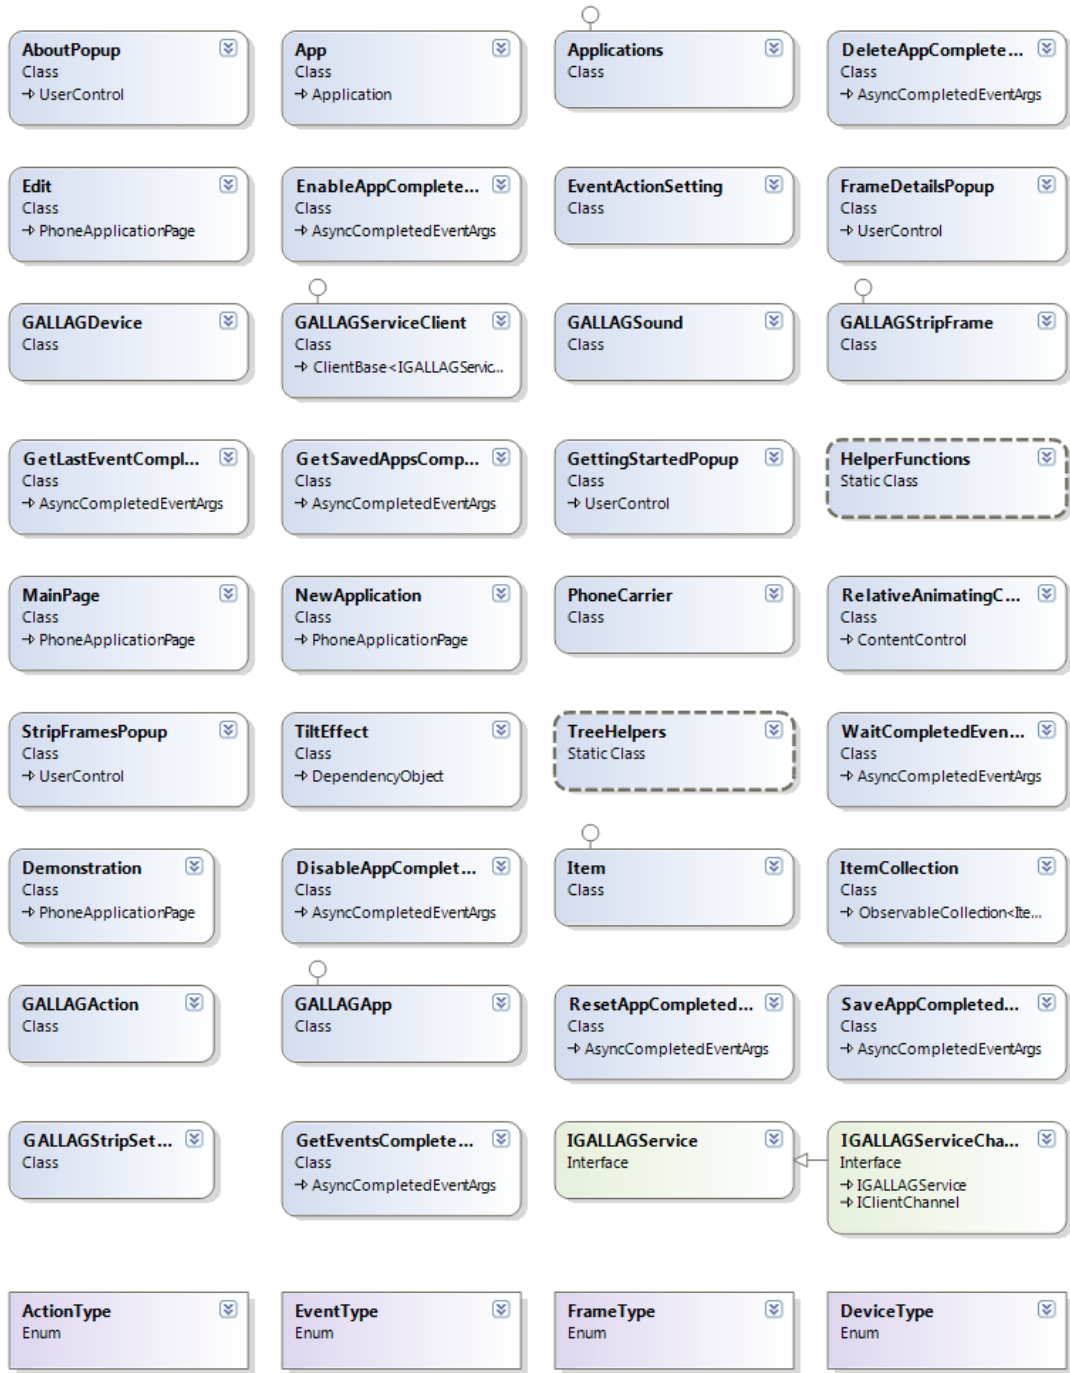 AboutPopup
Class
UserControl
App
Class
Application
Applications
Class
DeleteAppComplete...
Class
AsyncCompletedEventArgs
Edit
Class
PhoneApplicationPage
EnableAppComplete...
Class
AsyncCompletedEventArgs
EventActionSetting
Class
FrameDetailsPopup
Class
UserControl
GALLAGDevice
Class
GALLAGServiceClient
Class
ClientBase<IGALLAGServic...
GALLAGSound
Class
GALLAGStripFrame
Class
GetLastEventCompl...
Class
AsyncCompletedEventArgs
GetSavedAppsComp...
Class
AsyncCompletedEventArgs
GettingStartedPopup
Class
UserControl
HelperFunctions
Static Class
MainPage
Class
PhoneApplicationPage
NewApplication
Class
PhoneApplicationPage
PhoneCarrier
Class
RelativeAnimatingC...
Class
ContentControl
StripFramesPopup
Class
UserControl
TiltEffect
Class
DependencyObject
TreeHelpers
Static Class
WaitCompletedEven...
Class
AsyncCompletedEventArgs
Demonstration
Class
PhoneApplicationPage
DisableAppComplet...
Class
AsyncCompletedEventArgs
Item
Class
ItemCollection
Class
ObservableCollection<Ite...
GALLAGAction
Class
GALLAGApp
Class
ResetAppCompleted...
Class
AsyncCompletedEventArgs
SaveAppCompleted...
Class
AsyncCompletedEventArgs
GALLAGStripSet...
Class
GetEventsComplete...
Class
AsyncCompletedEventArgs
IGALLAGService
Interface
IGALLAGServiceCha...
Interface
IGALLAGService
IClientChannel
ActionType
Enum
EventType
Enum
FrameType
Enum
DeviceType
Enum